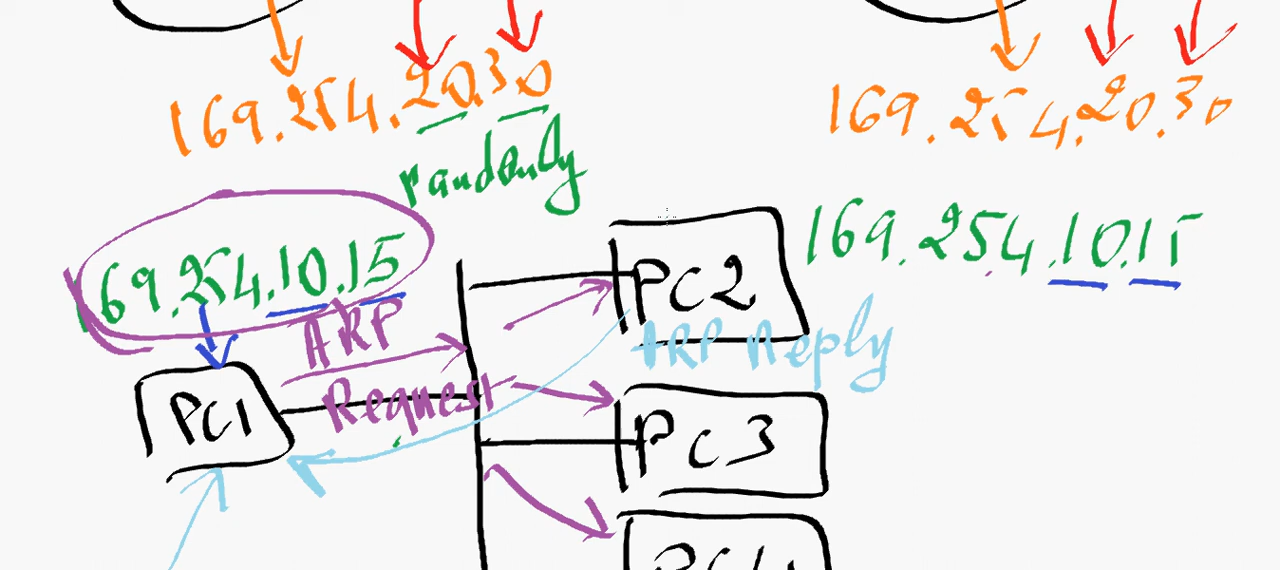 169.254.20.30
169.254.20.30
randomly
169.254.10.15
169.254.10.15
ARP
Request
PC1
PC2
ARP Reply
PC3
PC4